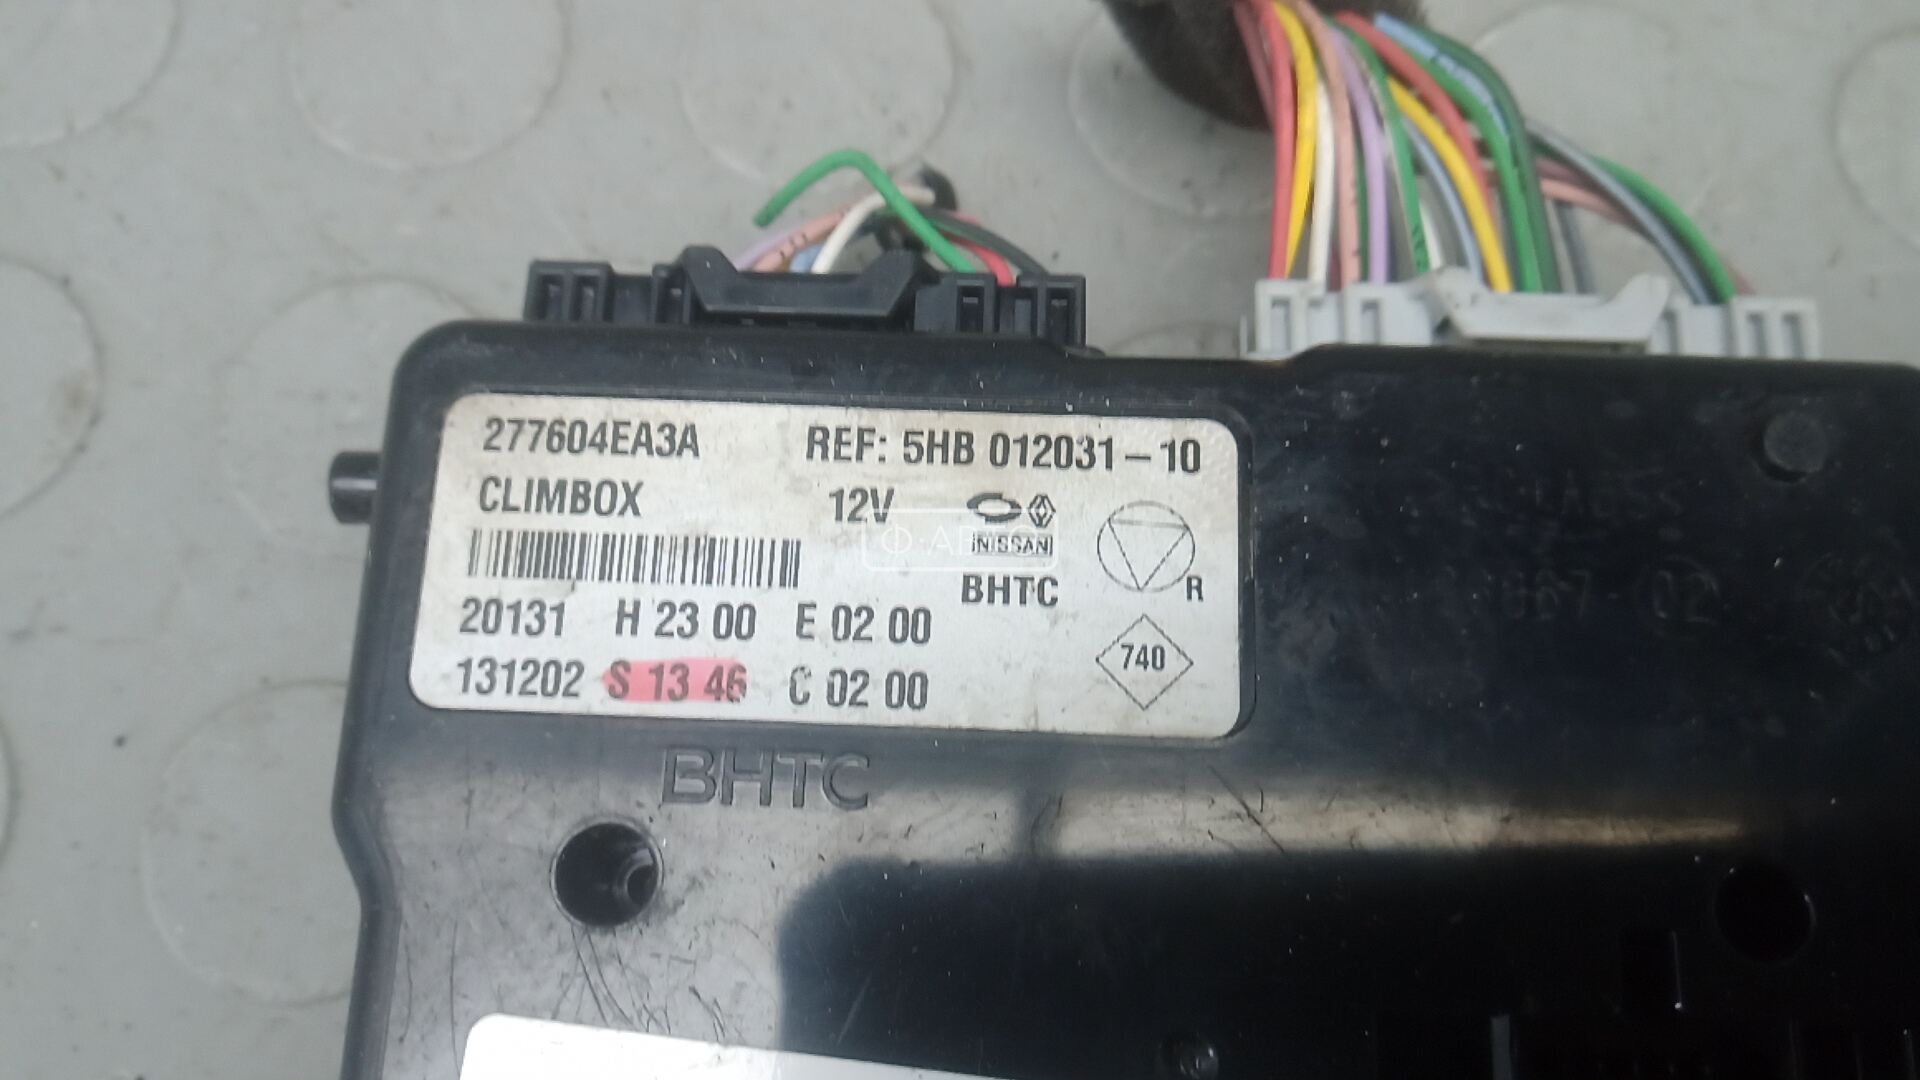 277604EA3A REF: 5HB 012031-10
CLIMBOX 12V
NISSAN
BHTC
R
20131 H 23 00 E 02 00
131202 S 13 46 C 02 00
740
BHTC